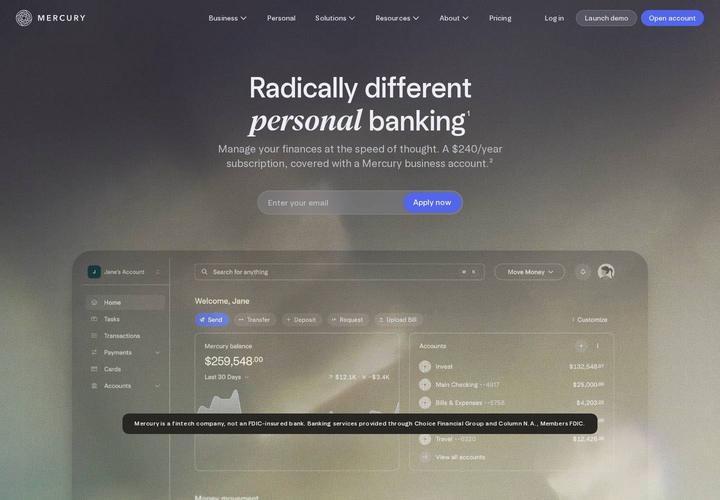 MERCURY
Business Personal Solutions Resources About Pricing Log in Launch demo Open account
Radically different
personal banking¹
Manage your finances at the speed of thought. A $240/year
subscription, covered with a Mercury business account.²
Enter your email Apply now
J Jane's Account
Search for anything ⌘ K Move Money
Home
Tasks
Transactions
Payments
Cards
Accounts
Welcome, Jane
Send Transfer Deposit Request Upload Bill Customize
Mercury balance
$259,548.00
Last 30 Days $12.1K −$3.4K
Accounts
Invest $132,548
Main Checking ••4917 $25,000
Bills & Expenses ••5758 $4,203
Mercury is a fintech company, not an FDIC-insured bank. Banking services provided through Choice Financial Group and Column N.A., Members FDIC.
Travel ••6320 $12,426
View all accounts
Money movement